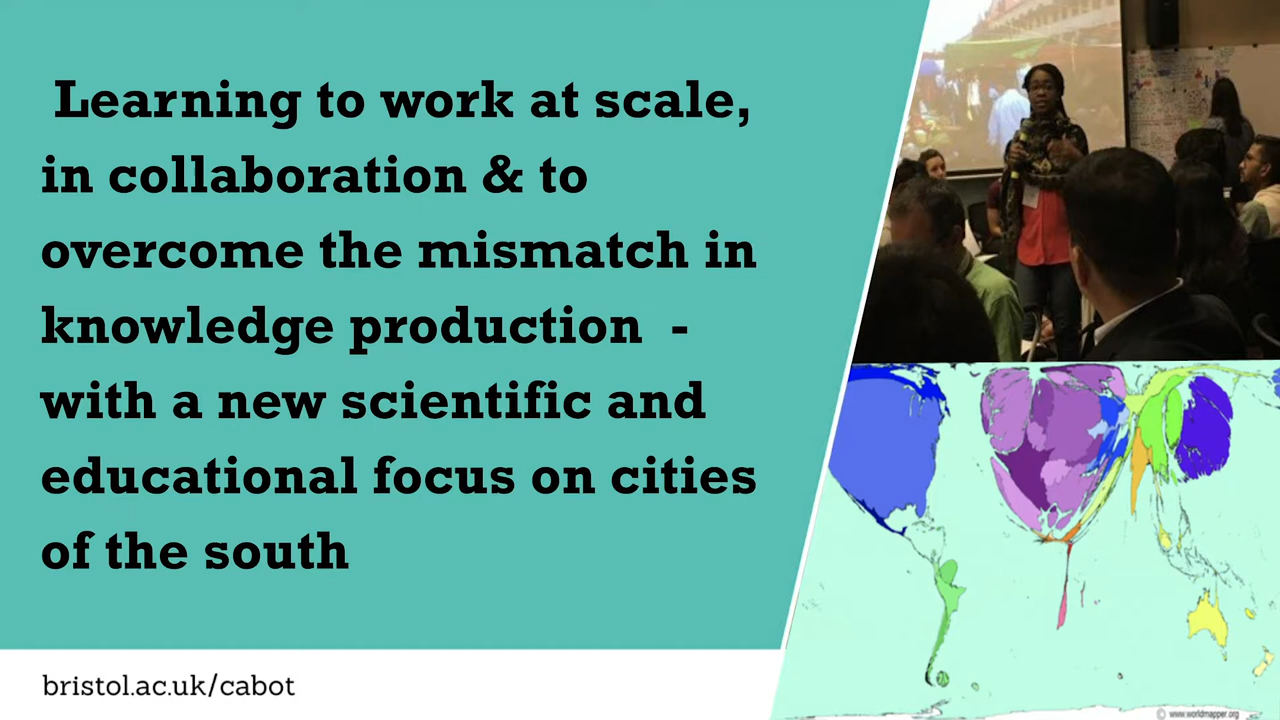 Learning to work at scale,
in collaboration & to
overcome the mismatch in
knowledge production -
with a new scientific and
educational focus on cities
of the south
bristol.ac.uk/cabot
© www.worldmapper.org